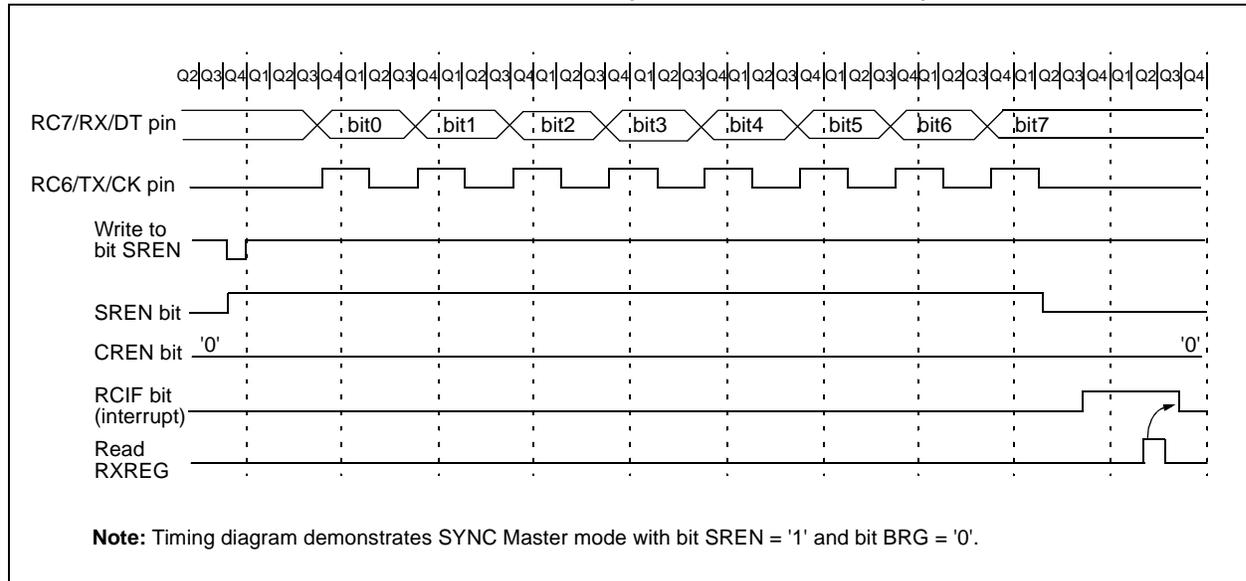 Q2 Q3 Q4 Q1 Q2 Q3 Q4 Q1 Q2 Q3 Q4 Q1 Q2 Q3 Q4 Q1 Q2 Q3 Q4 Q1 Q2 Q3 Q4 Q1 Q2 Q3 Q4 Q1 Q2 Q3 Q4 Q1 Q2 Q3 Q4 Q1 Q2 Q3 Q4 Q1 Q2 Q3 Q4
RC7/RX/DT pin bit0 bit1 bit2 bit3 bit4 bit5 bit6 bit7
RC6/TX/CK pin
Write to
bit SREN
SREN bit
CREN bit '0' '0'
RCIF bit
(interrupt)
Read
RXREG
Note: Timing diagram demonstrates SYNC Master mode with bit SREN = '1' and bit BRG = '0'.